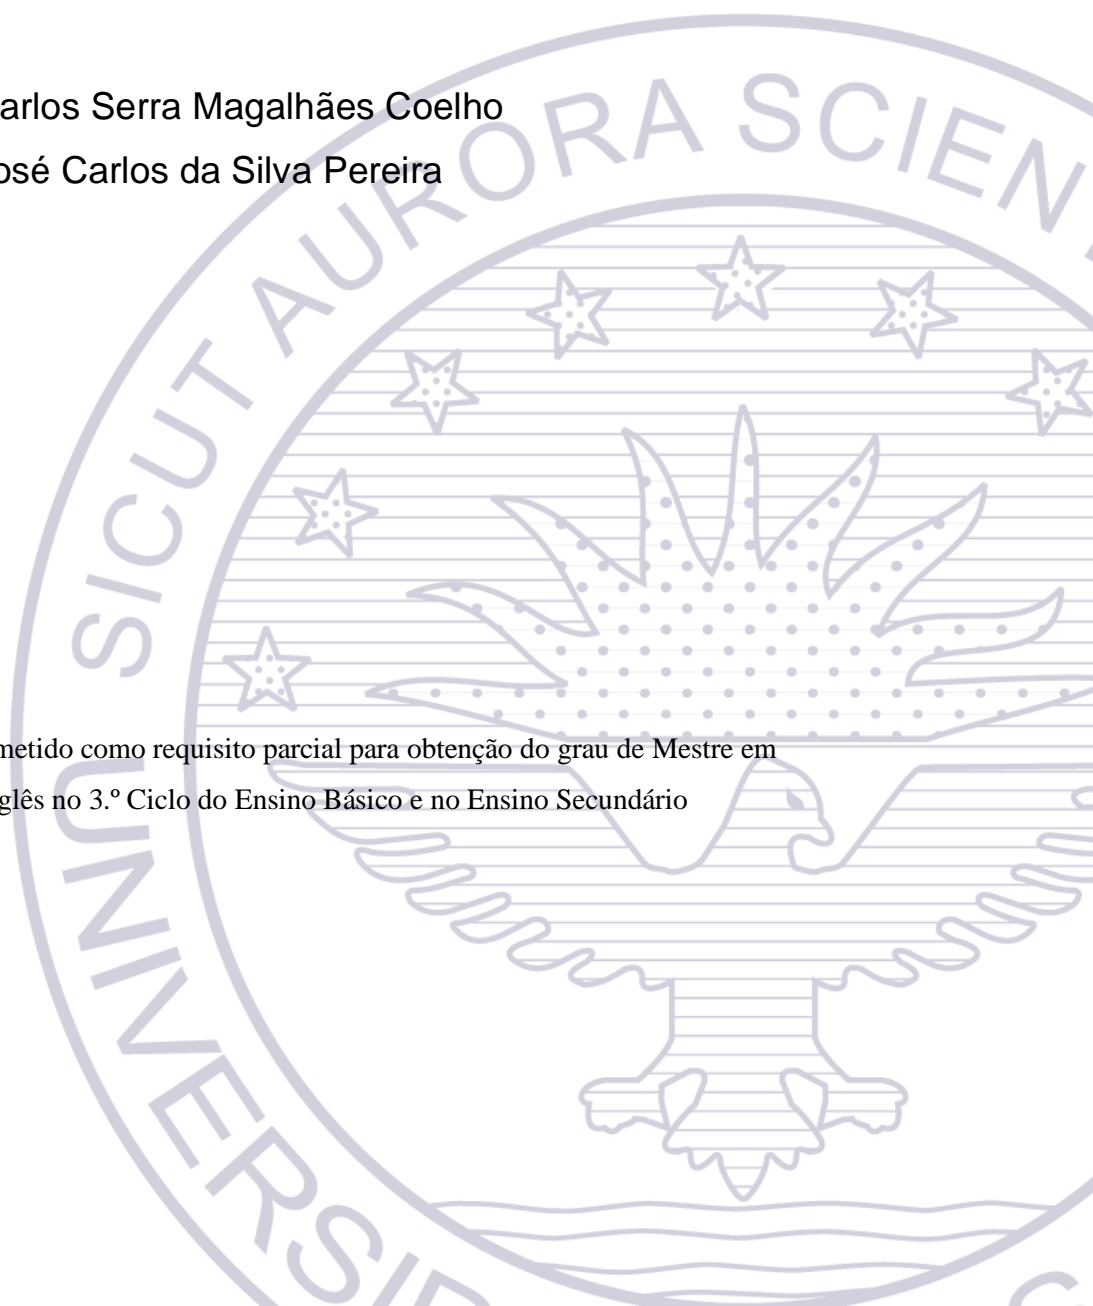 arlos Serra Magalhães Coelho
osé Carlos da Silva Pereira
metido como requisito parcial para obtenção do grau de Mestre em
glês no 3.º Ciclo do Ensino Básico e no Ensino Secundário
SICUT AURORA SCIEN
UNIVERSI